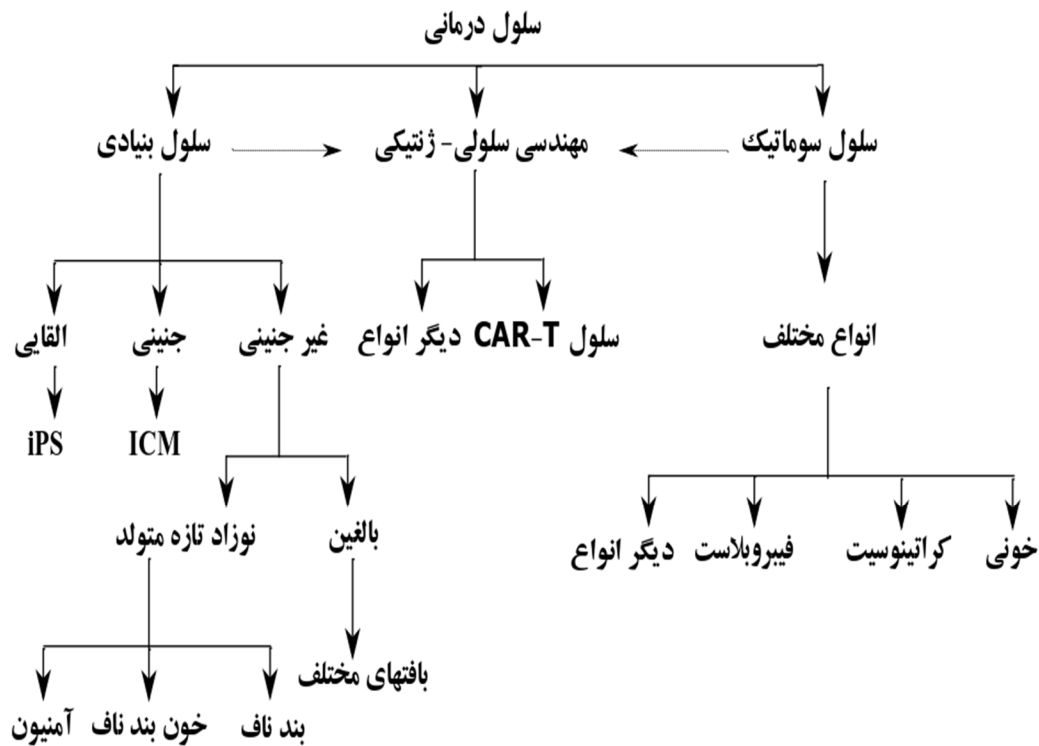 سلول درمانی
سلول سوماتیک
مهندسی سلولی- ژنتیکی
سلول بنیادی
انواع مختلف
سلول CAR-T
دیگر انواع
غیر جنینی
جنینی
القایی
ICM
iPS
خونی
کراتینوسیت
فیبروبلاست
دیگر انواع
بالغین
نوزاد تازه متولد
بافتهای مختلف
بند ناف
خون بند ناف
آمنیون